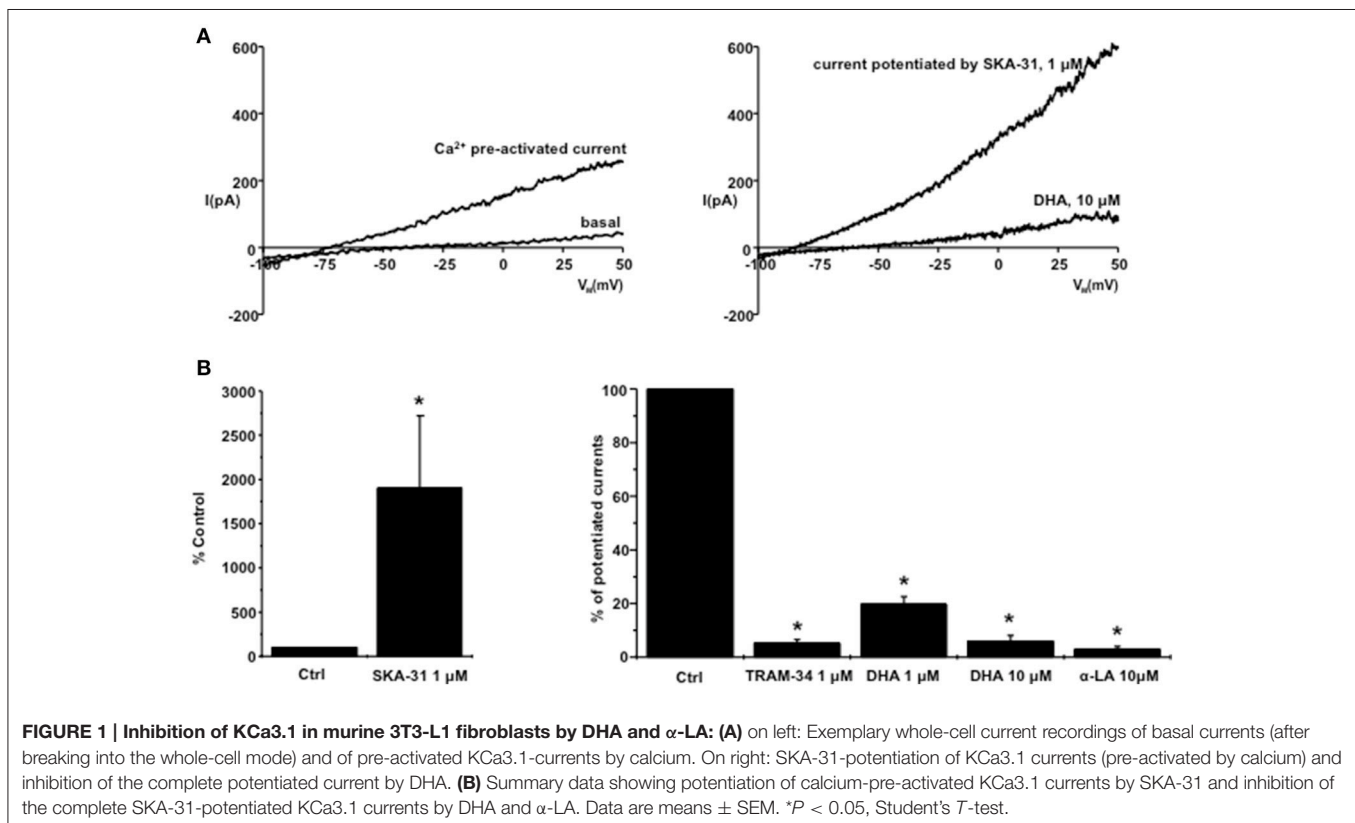 A
600
400
200
0
-200
I(pA)
-100
-75
-50
-25
0
25
50
V_M(mV)
Ca²⁺ pre-activated current
basal
600
400
200
0
-200
I(pA)
-100
-75
-50
-25
0
25
50
V_M(mV)
current potentiated by SKA-31, 1 µM
DHA, 10 µM
B
3000
2500
2000
1500
1000
500
0
% Control
*
Ctrl
SKA-31 1 µM
100
80
60
40
20
0
% of potentiated currents
*
*
*
*
Ctrl
TRAM-34 1 µM
DHA 1 µM
DHA 10 µM
α-LA 10µM
FIGURE 1 | Inhibition of KCa3.1 in murine 3T3-L1 fibroblasts by DHA and α-LA: (A) on left: Exemplary whole-cell current recordings of basal currents (after
breaking into the whole-cell mode) and of pre-activated KCa3.1-currents by calcium. On right: SKA-31-potentiation of KCa3.1 currents (pre-activated by calcium) and
inhibition of the complete potentiated current by DHA. (B) Summary data showing potentiation of calcium-pre-activated KCa3.1 currents by SKA-31 and inhibition of
the complete SKA-31-potentiated KCa3.1 currents by DHA and α-LA. Data are means ± SEM. *P < 0.05, Student's T-test.